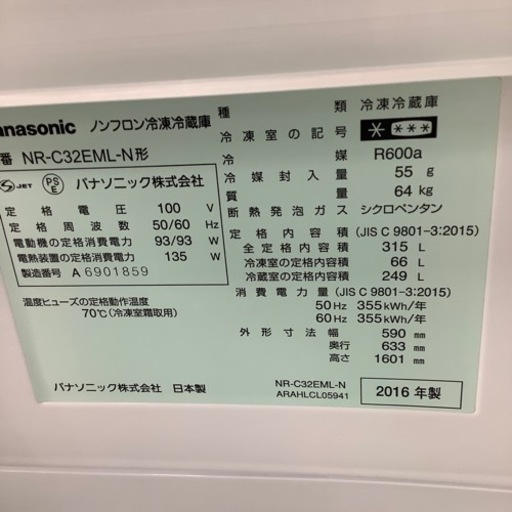 anasonic ノンフロン冷凍冷蔵庫
番 NR-C32EML-N形
S JET PS E パナソニック株式会社
定格電圧 100 V
定格周波数 50/60 Hz
電動機の定格消費電力 93/93 W
電熱装置の定格消費電力 135 W
製造番号 A 6901859
温度ヒューズの定格動作温度
70℃(冷凍室霜取用)
パナソニック株式会社 日本製
種類 冷凍冷蔵庫
冷凍室の記号
冷媒 R600a
冷媒封入量 55 g
質量 64 kg
断熱発泡ガス シクロペンタン
定格内容積 (JIS C 9801-3:2015)
全定格内容積 315 L
冷凍室の定格内容積 66 L
冷蔵室の定格内容積 249 L
消費電力量 (JIS C 9801-3:2015)
50Hz 355kWh/年
60Hz 355kWh/年
外形寸法 幅 590 mm
奥行 633 mm
高さ 1601 mm
NR-C32EML-N
ARAHLCL05941
2016 年製